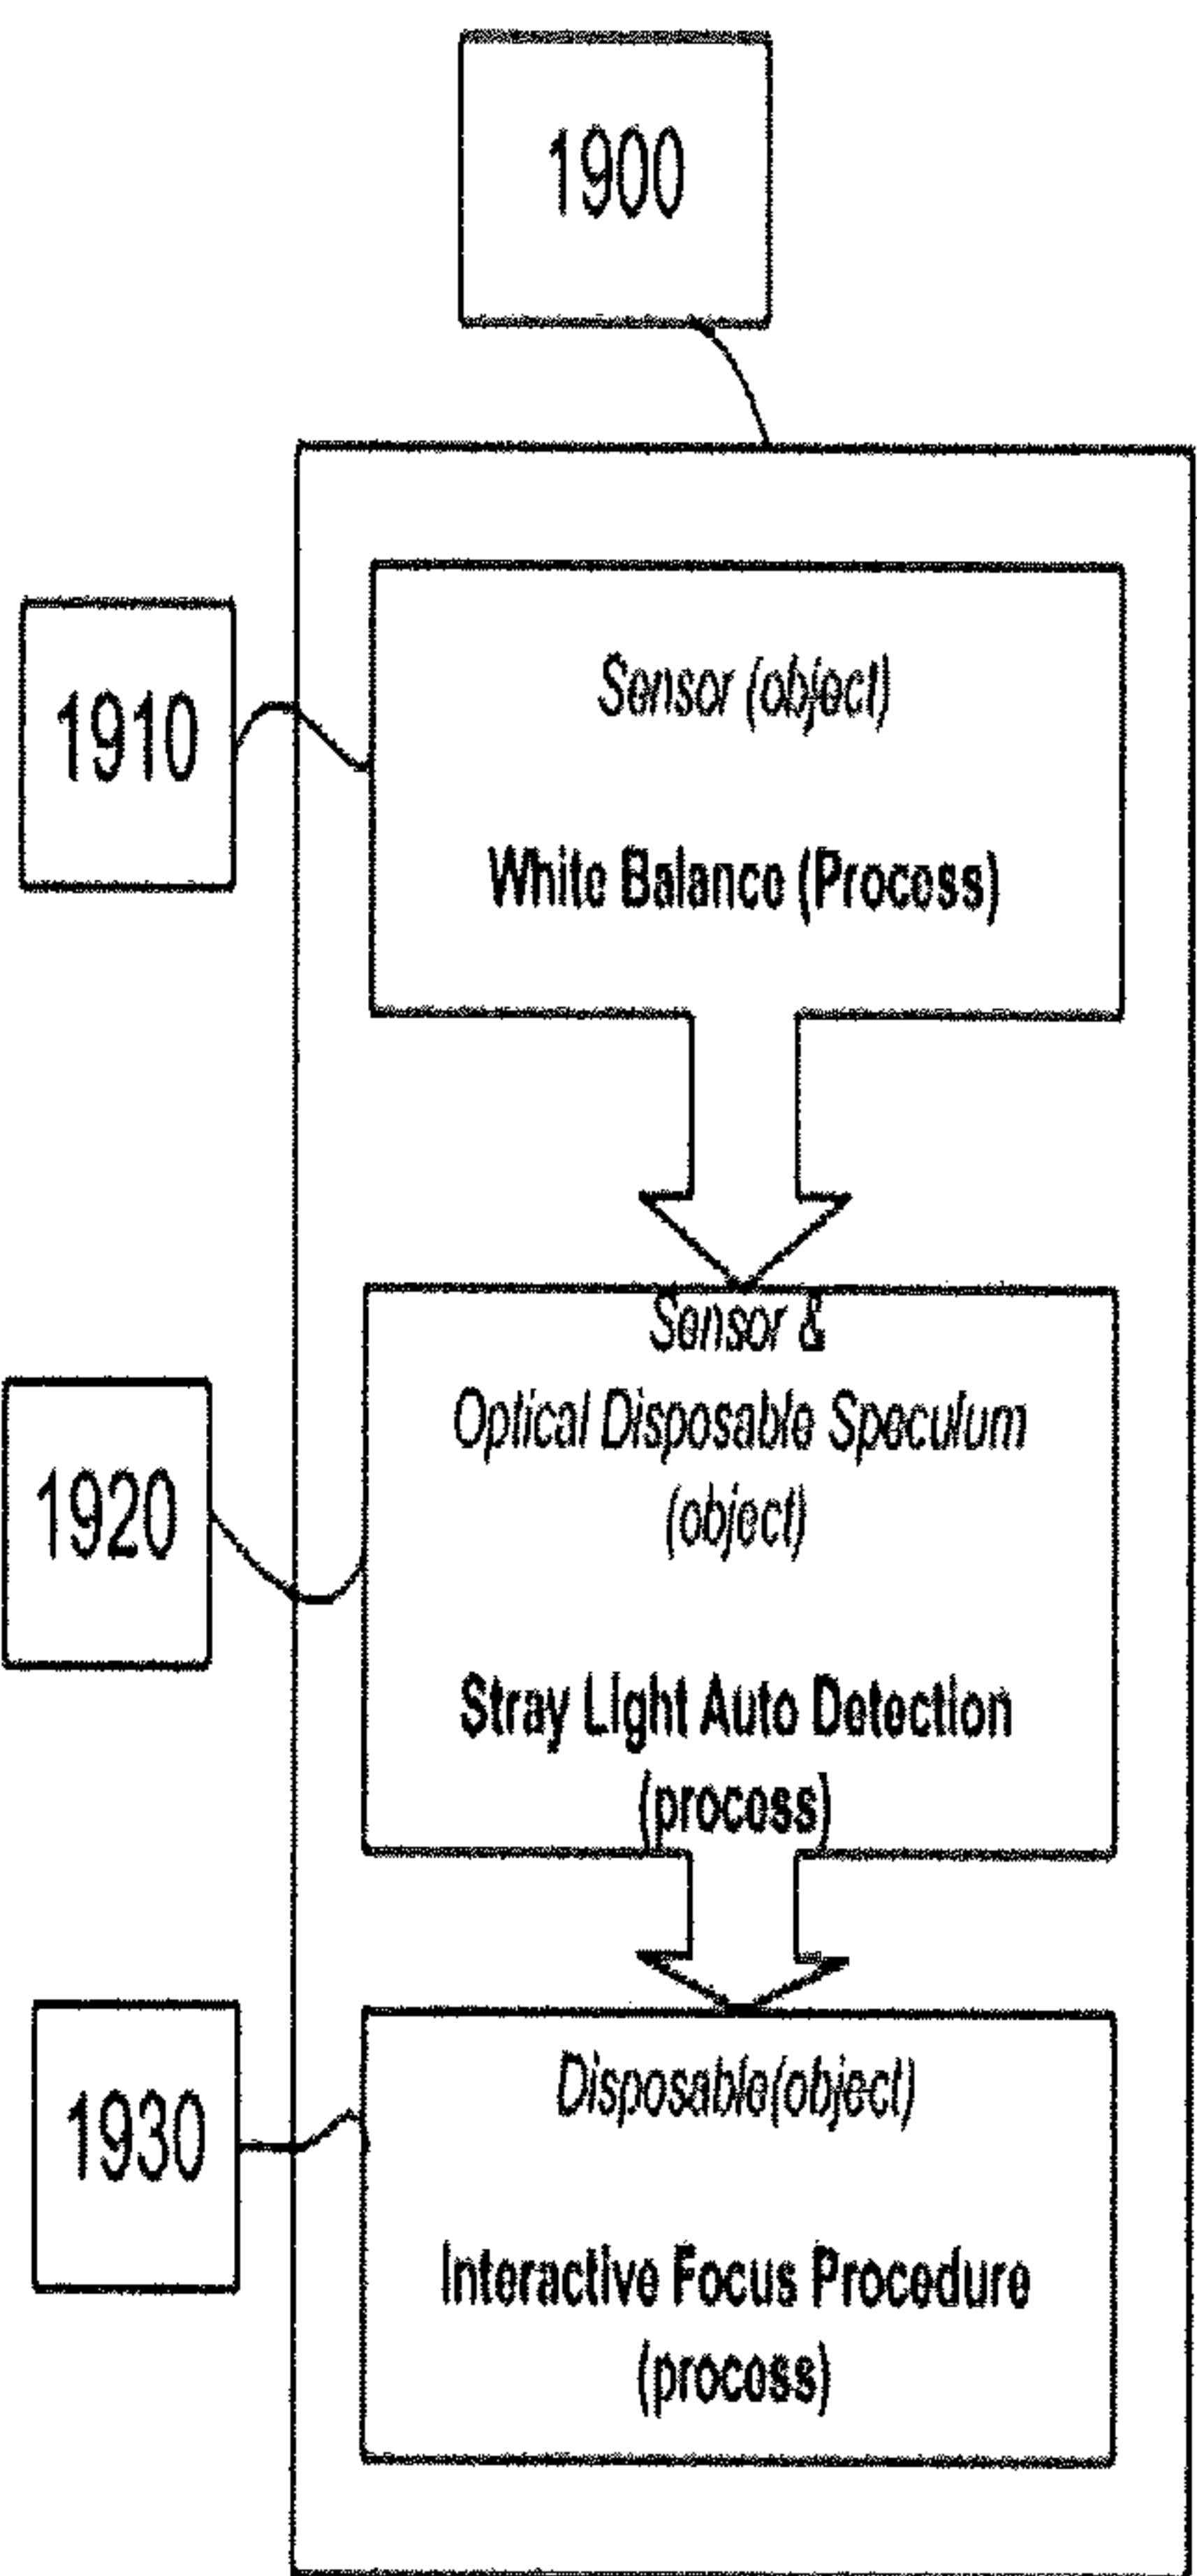 1900
1910
Sensor (object)
White Balance (Process)
1920
Sensor &
Optical Disposable Speculum
(object)
Stray Light Auto Detection
(process)
1930
Disposable(object)
Interactive Focus Procedure
(process)